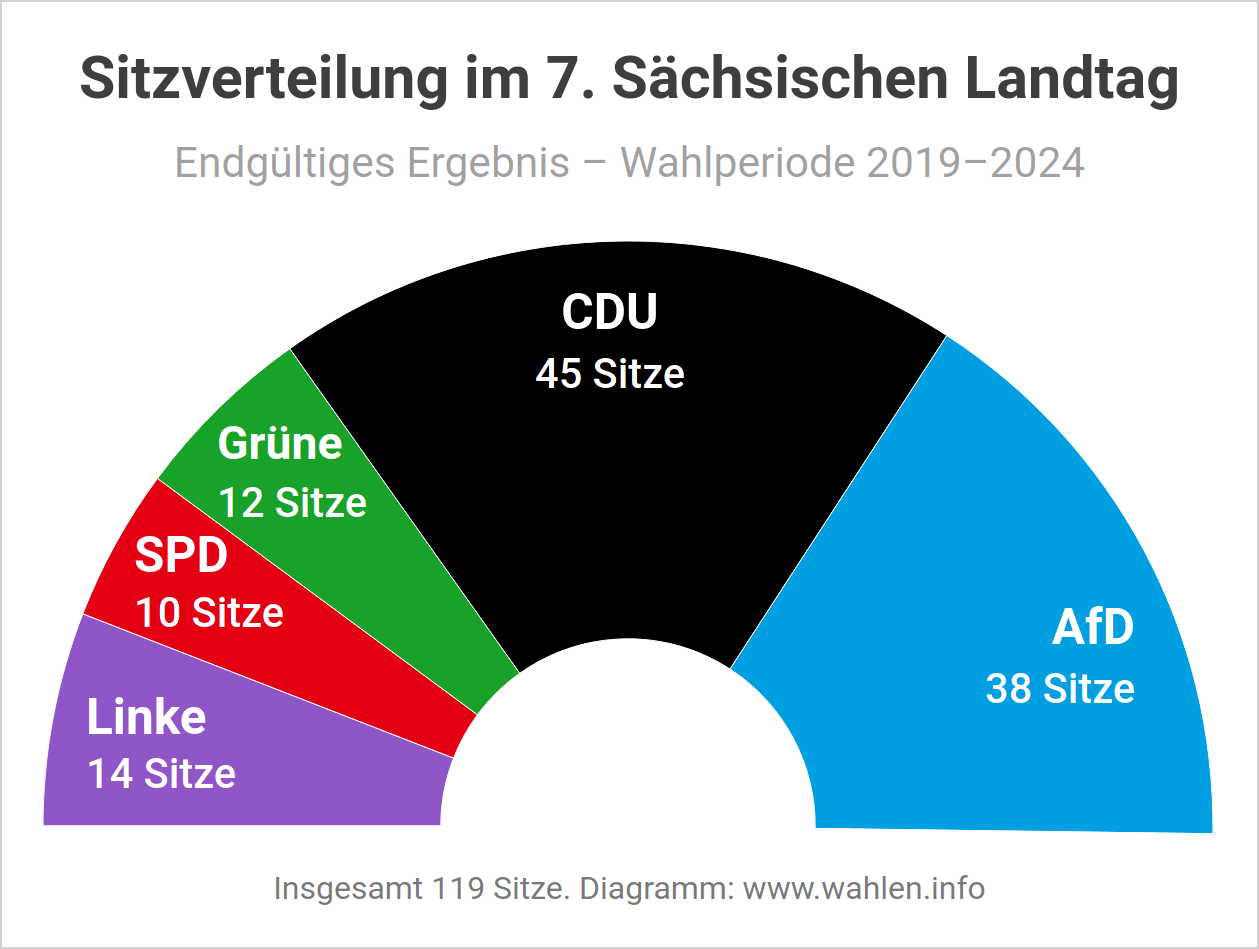 Sitzverteilung im 7. Sächsischen Landtag
Endgültiges Ergebnis – Wahlperiode 2019–2024
CDU
45 Sitze
Grüne
12 Sitze
SPD
10 Sitze
AfD
38 Sitze
Linke
14 Sitze
Insgesamt 119 Sitze. Diagramm: www.wahlen.info